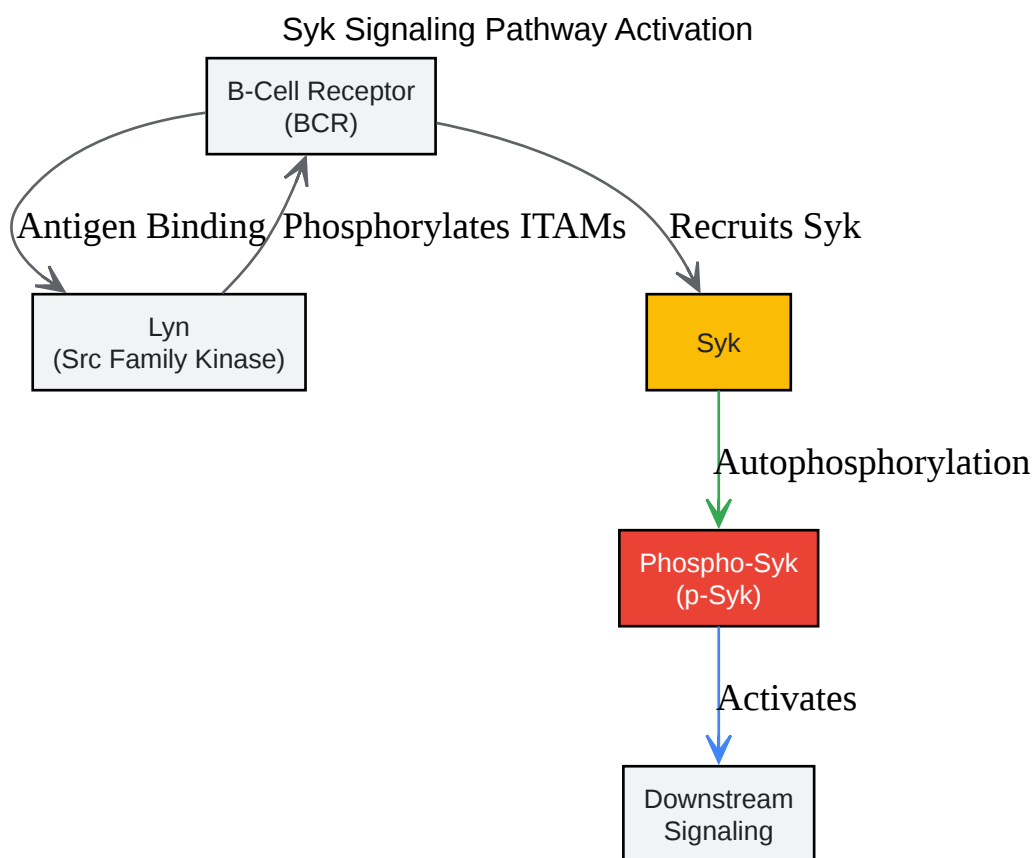 Syk Signaling Pathway Activation
B-Cell Receptor
(BCR)
Antigen Binding
Phosphorylates ITAMs
Recruits Syk
Lyn
(Src Family Kinase)
Syk
Autophosphorylation
Phospho-Syk
(p-Syk)
Activates
Downstream
Signaling